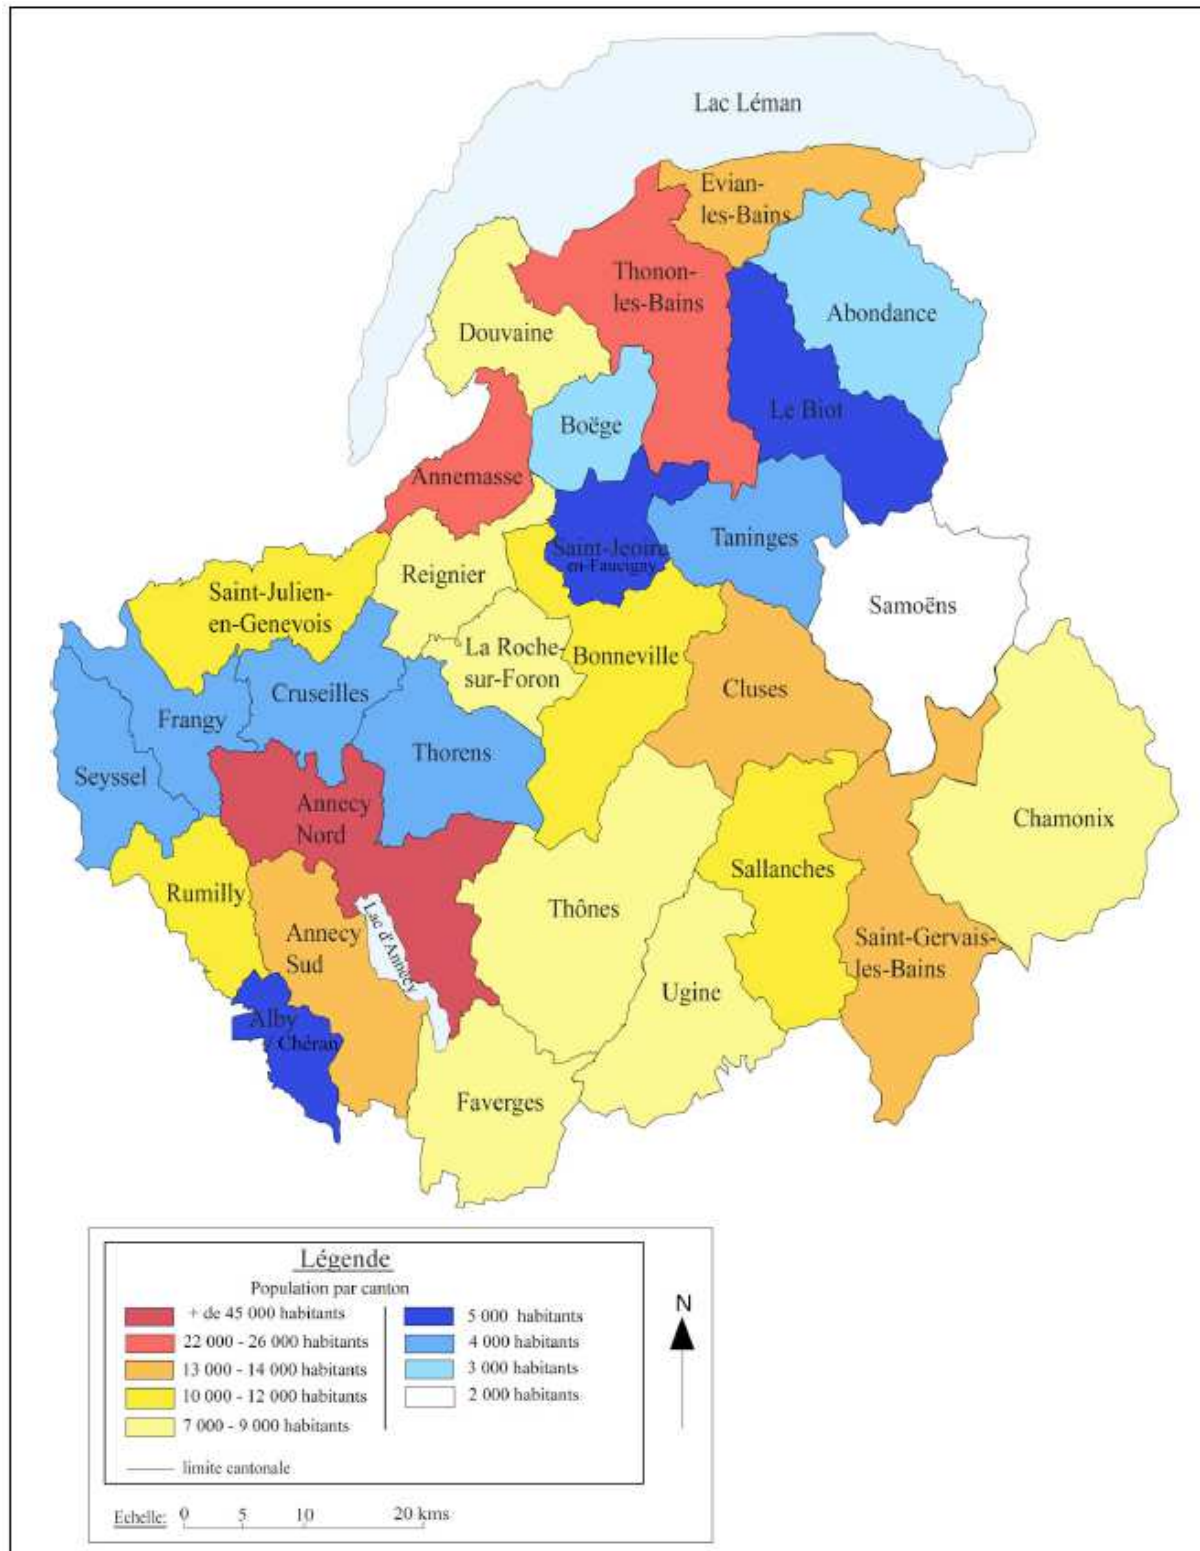 Lac Léman
Evian-
les-Bains
Thonon-
les-Bains
Abondance
Douvaine
Le Biot
Boëge
Annemasse
Taninges
Saint-Jeoire
en-Faucigny
Reignier
Saint-Julien-
en-Genevois
Samoëns
La Roche-
sur-Foron
Bonneville
Cluses
Cruseilles
Frangy
Thorens
Seyssel
Annecy
Nord
Chamonix
Sallanches
Rumilly
Thônes
Lac d'Annecy
Annecy
Sud
Saint-Gervais-
les-Bains
Ugine
Alby
/ Chéran
Faverges
Légende
Population par canton
+ de 45 000 habitants
22 000 - 26 000 habitants
13 000 - 14 000 habitants
10 000 - 12 000 habitants
7 000 - 9 000 habitants
5 000 habitants
4 000 habitants
3 000 habitants
2 000 habitants
limite cantonale
N
Echelle: 0 5 10 20 kms